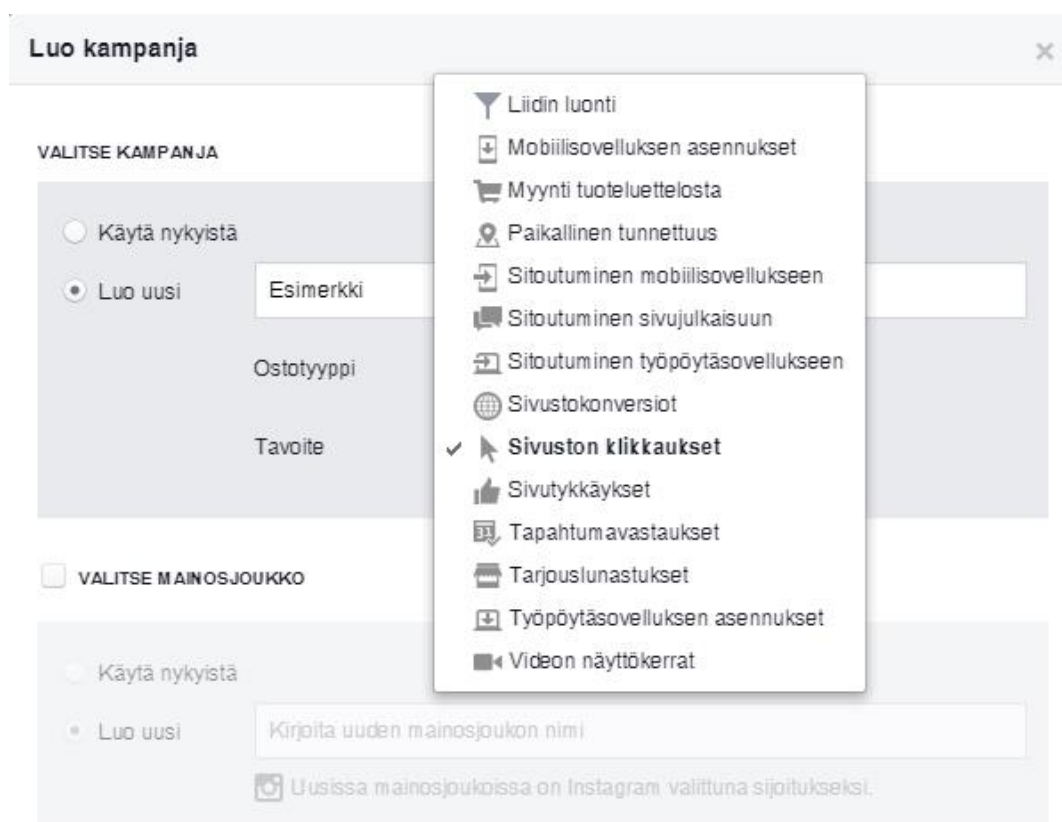 Luo kampanja
VALITSE KAMPANJA
Käytä nykyistä
Luo uusi
Esimerkki
Ostotyyppi
Tavoite
Liidin luonti
Mobiilisovelluksen asennukset
Myynti tuoteluettelosta
Paikallinen tunnettuus
Sitoutuminen mobiilisovellukseen
Sitoutuminen sivujulkaisuun
Sitoutuminen työpöytäsovellukseen
Sivustokonversiot
Sivuston klikkaukset
Sivutykkäykset
31 Tapahtumavastaukset
Tarjouslunastukset
Työpöytäsovelluksen asennukset
Videon näyttökerrat
VALITSE MAINOSJOUKKO
Käytä nykyistä
Luo uusi
Kirjoita uuden mainosjoukon nimi
Uusissa mainosjoukoissa on Instagram valittuna sijoitukseksi.